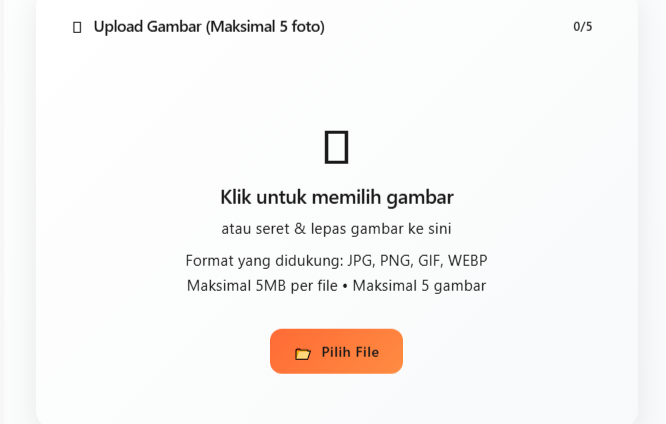 Upload Gambar (Maksimal 5 foto)
0/5
Klik untuk memilih gambar
atau seret & lepas gambar ke sini
Format yang didukung: JPG, PNG, GIF, WEBP
Maksimal 5MB per file • Maksimal 5 gambar
Pilih File